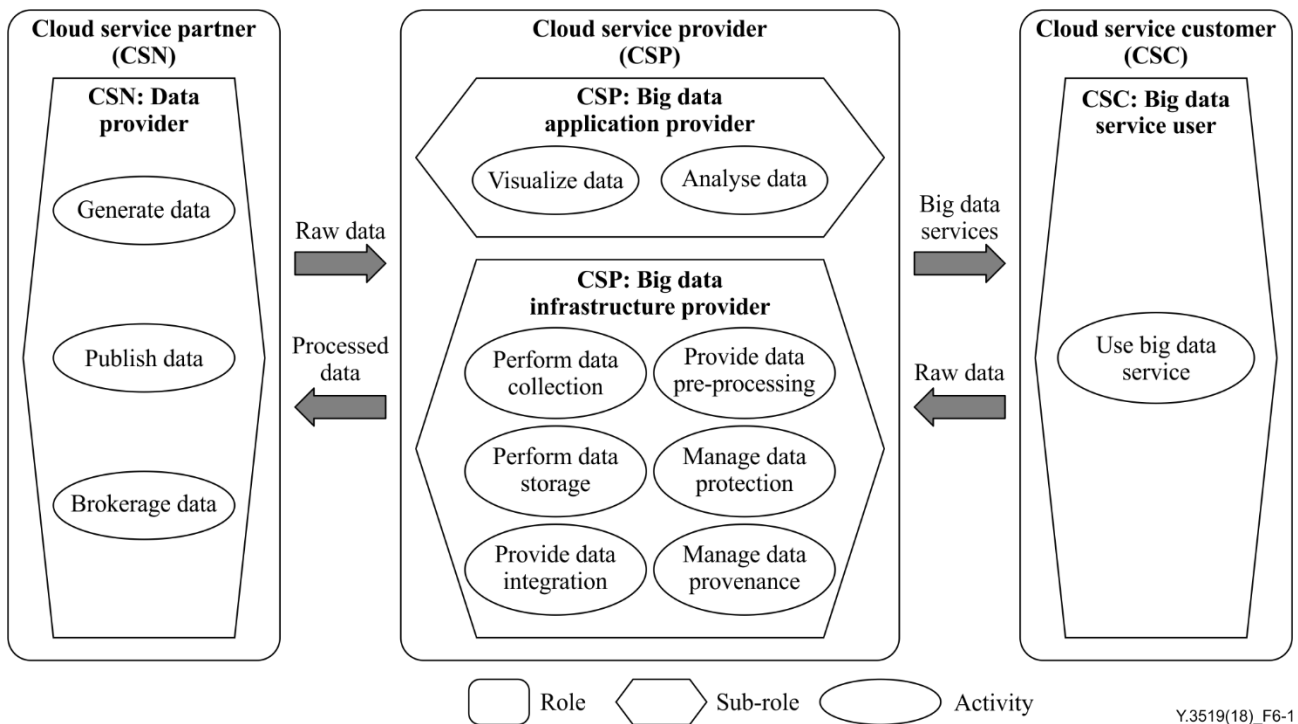 Cloud service partner
(CSN)
CSN: Data
provider
Generate data
Publish data
Brokerage data
Raw data
Processed
data
Cloud service provider
(CSP)
CSP: Big data
application provider
Visualize data
Analyse data
CSP: Big data
infrastructure provider
Perform data
collection
Provide data
pre-processing
Perform data
storage
Manage data
protection
Provide data
integration
Manage data
provenance
Big data
services
Raw data
Cloud service customer
(CSC)
CSC: Big data
service user
Use big data
service
Role
Sub-role
Activity
Y.3519(18)_F6-1